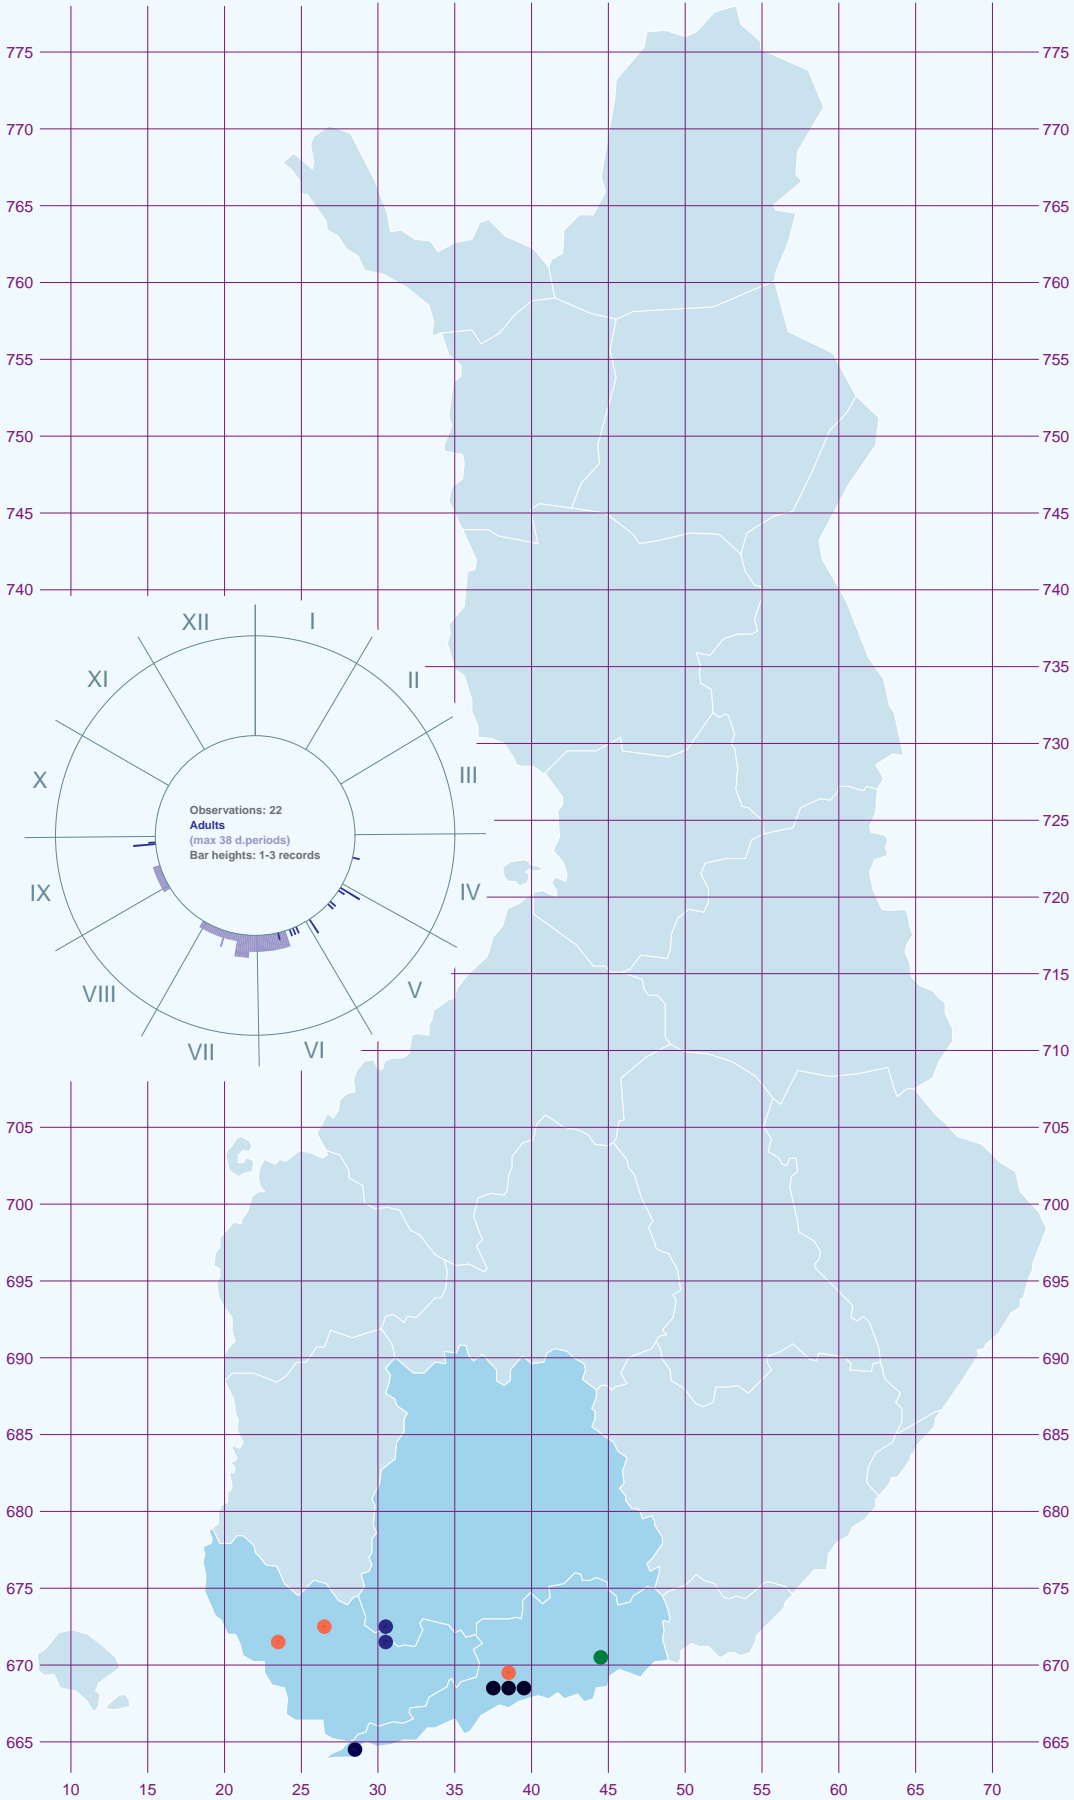 775 775
770 770
765 765
760 760
755 755
750 750
745 745
740 740
735
730
725
720
715
710
705 705
700 700
695 695
690 690
685 685
680 680
675 675
670 670
665 665
10 15 20 25 30 35 40 45 50 55 60 65 70
XII I
XI II
X III
IX IV
VIII V
VII VI
Observations: 22
Adults
(max 38 d.periods)
Bar heights: 1-3 records